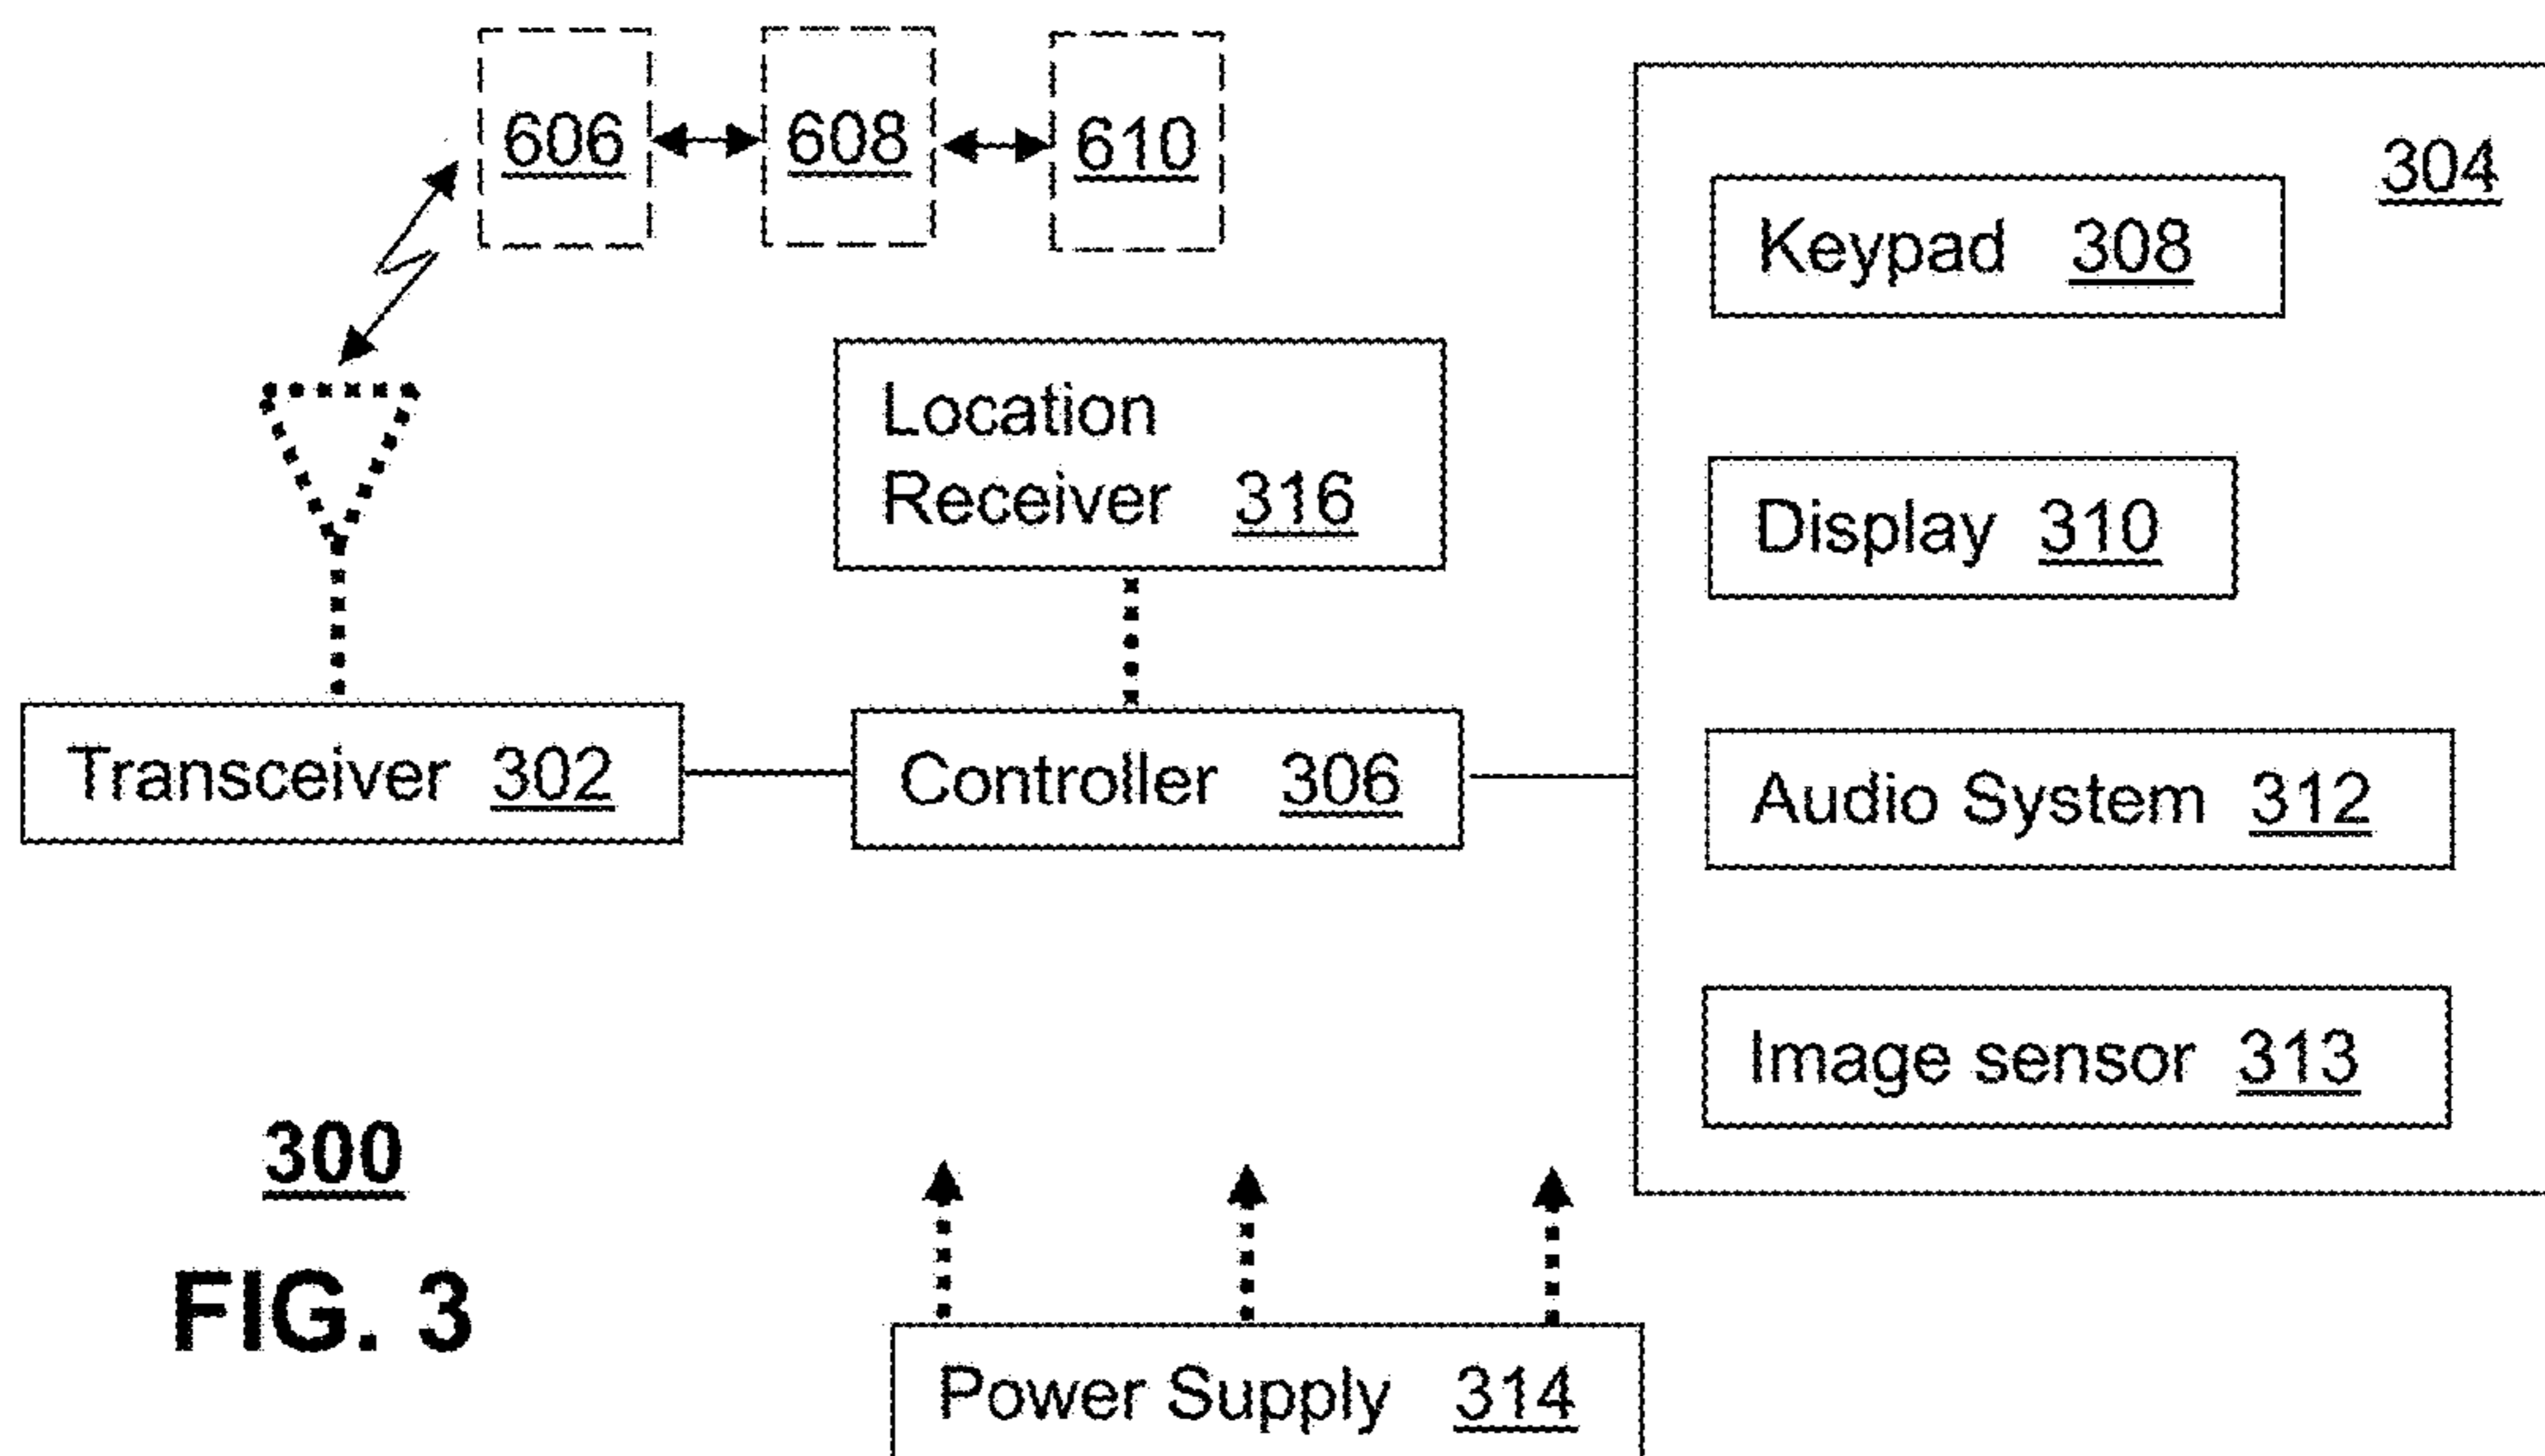 606
608
610
304
Keypad 308
Location
Receiver 316
Display 310
Transceiver 302
Controller 306
Audio System 312
Image sensor 313
300
FIG. 3
Power Supply 314